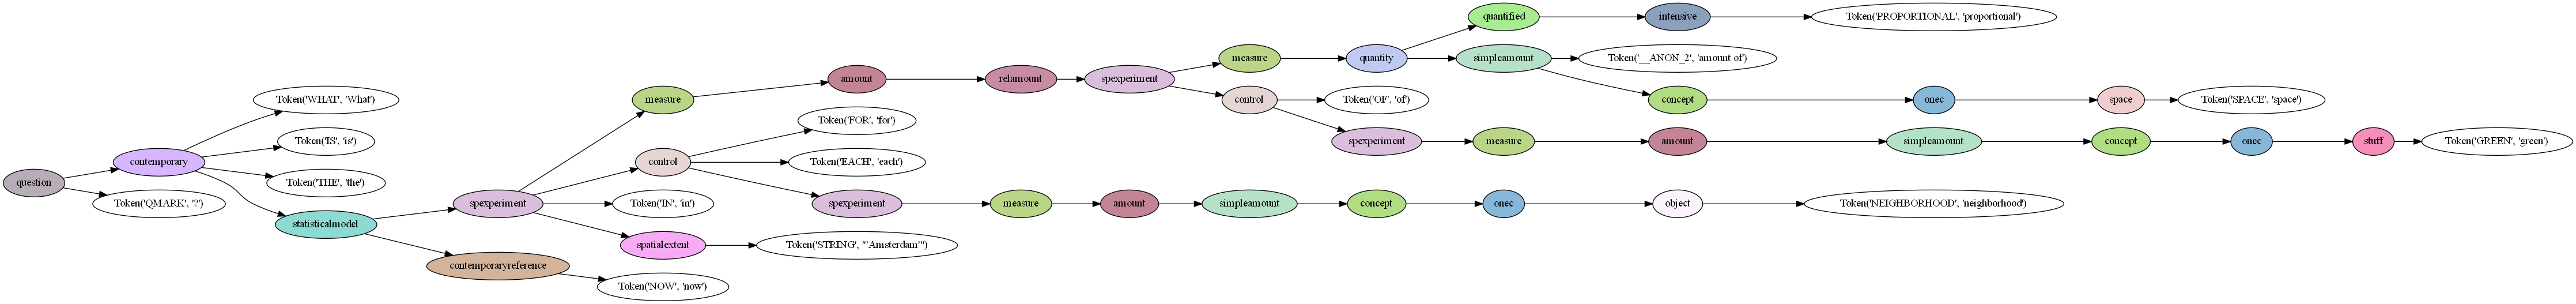 quantified intensive Token('PROPORTIONAL', 'proportional')
measure quantity simpleamount Token('__ANON_2', 'amount of')
amount relamount spexperiment
Token('WHAT', 'What') measure control Token('OF', 'of') concept onec space Token('SPACE', 'space')
Token('FOR', 'for')
Token('IS', 'is') spexperiment measure amount simpleamount concept onec stuff Token('GREEN', 'green')
contemporary control Token('EACH', 'each')
question Token('THE', 'the')
Token('QMARK', '?') spexperiment Token('IN', 'in') spexperiment measure amount simpleamount concept onec object Token('NEIGHBORHOOD', 'neighborhood')
statisticalmodel
spatialextent Token('STRING', '"Amsterdam"')
contemporaryreference
Token('NOW', 'now')